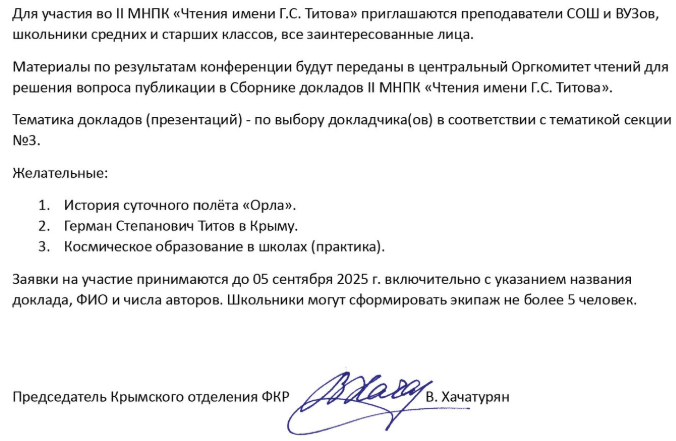 Для участия во II МНПК «Чтения имени Г.С. Титова» приглашаются преподаватели СОШ и ВУЗов,
школьники средних и старших классов, все заинтересованные лица.
Материалы по результатам конференции будут переданы в центральный Оргкомитет чтений для
решения вопроса публикации в Сборнике докладов II МНПК «Чтения имени Г.С. Титова».
Тематика докладов (презентаций) - по выбору докладчика(ов) в соответствии с тематикой секции
№3.
Желательные:
1. История суточного полёта «Орла».
2. Герман Степанович Титов в Крыму.
3. Космическое образование в школах (практика).
Заявки на участие принимаются до 05 сентября 2025 г. включительно с указанием названия
доклада, ФИО и числа авторов. Школьники могут сформировать экипаж не более 5 человек.
Председатель Крымского отделения ФКР В. Хачатурян